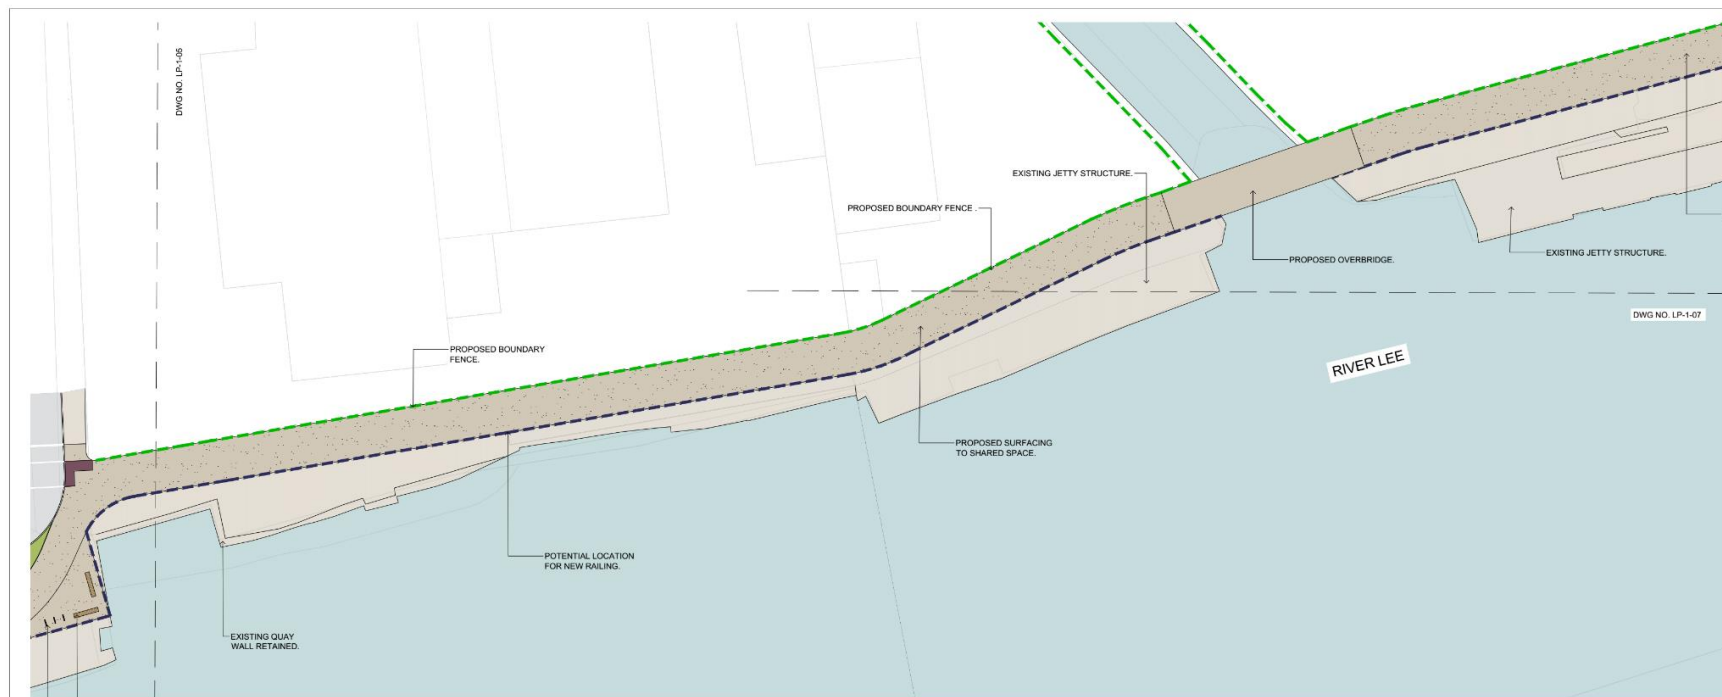 DWG NO. LP-1-06
EXISTING JETTY STRUCTURE.
PROPOSED BOUNDARY FENCE .
PROPOSED OVERBRIDGE.
EXISTING JETTY STRUCTURE.
DWG NO. LP-1-07
RIVER LEE
PROPOSED BOUNDARY
FENCE.
PROPOSED SURFACING
TO SHARED SPACE.
POTENTIAL LOCATION
FOR NEW RAILING.
EXISTING QUAY
WALL RETAINED.